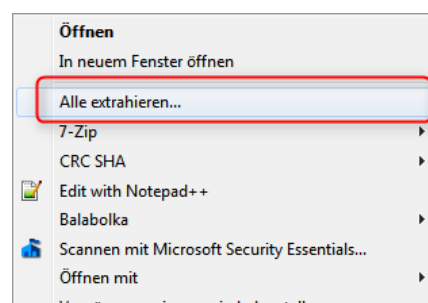 Öffnen
In neuem Fenster öffnen
Alle extrahieren...
7-Zip
CRC SHA
Edit with Notepad++
Balabolka
Scannen mit Microsoft Security Essentials...
Öffnen mit